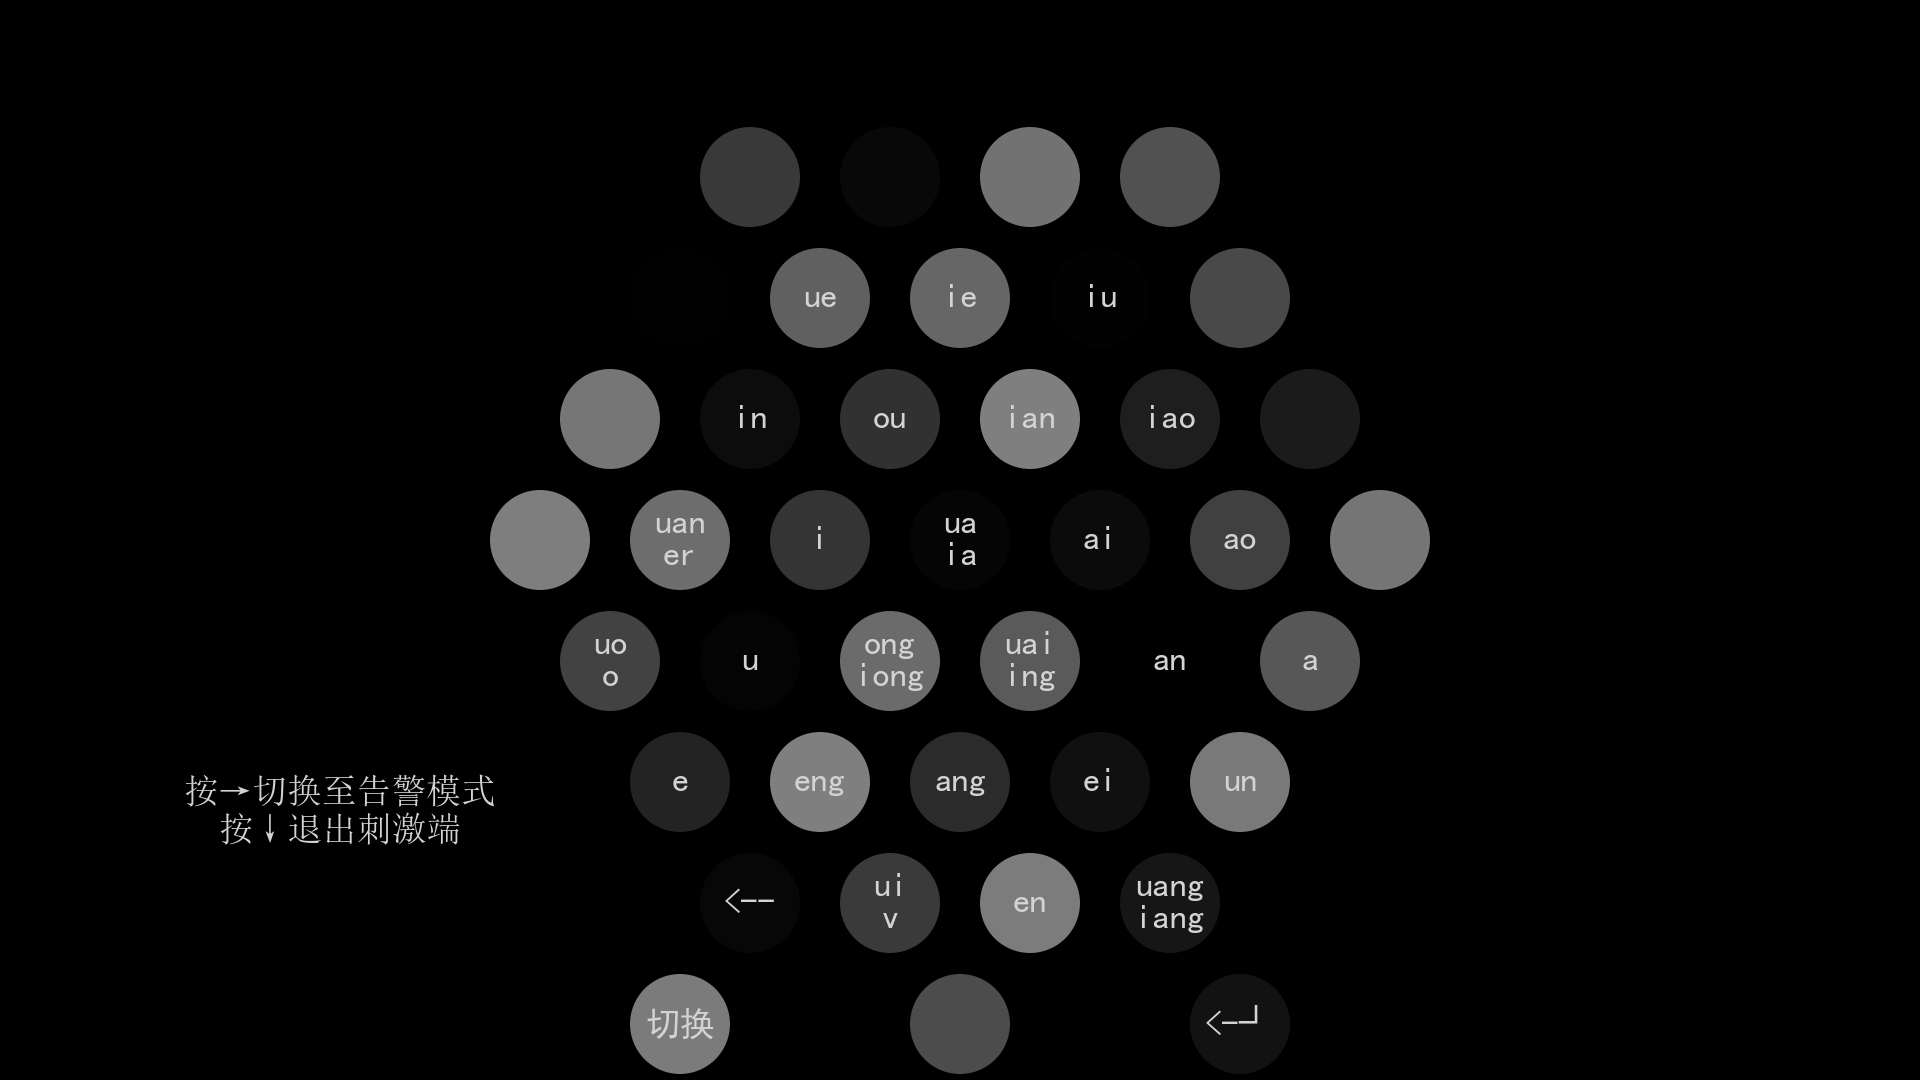 ue
ie
iu
in
ou
ian
iao
uan
er
i
ua
ia
ai
ao
uo
o
u
ong
iong
uai
ing
an
a
e
eng
ang
ei
un
按→切换至告警模式
按↓退出刺激端
<--
ui
v
en
uang
iang
切换
<-┘